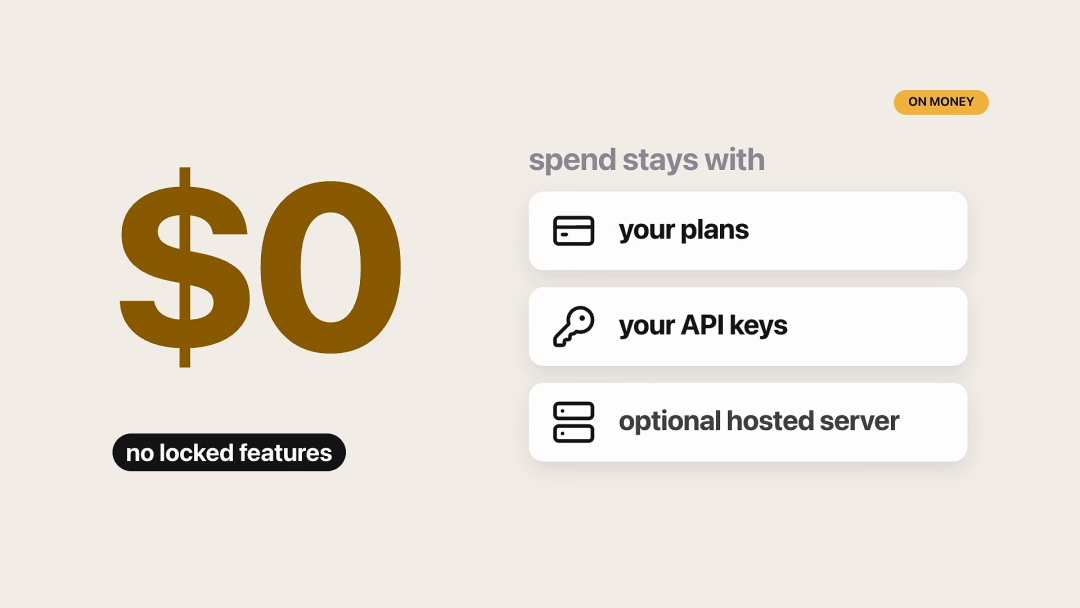 ON MONEY
$0
no locked features
spend stays with
your plans
your API keys
optional hosted server